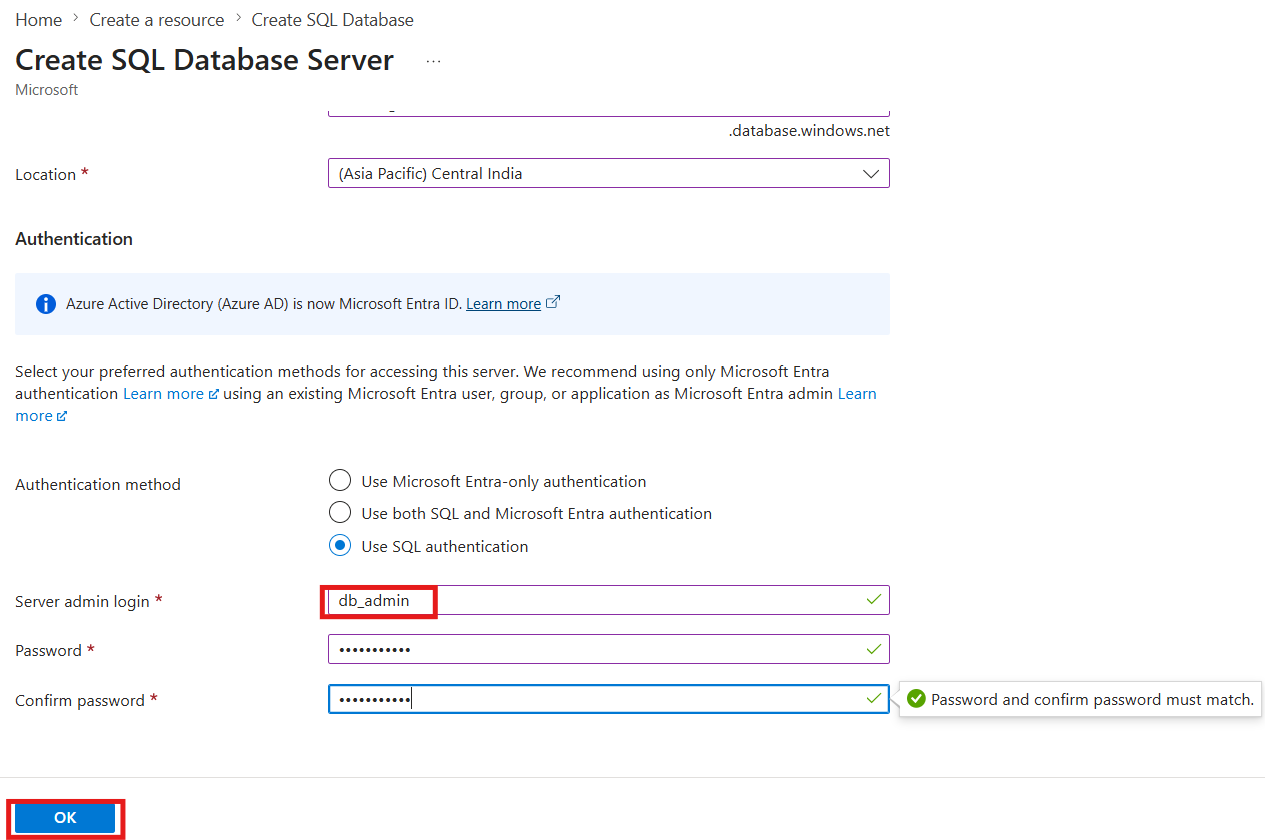 Home > Create a resource > Create SQL Database
Create SQL Database Server ...
Microsoft
.database.windows.net
Location *
(Asia Pacific) Central India
Authentication
Azure Active Directory (Azure AD) is now Microsoft Entra ID. Learn more
Select your preferred authentication methods for accessing this server. We recommend using only Microsoft Entra
authentication Learn more using an existing Microsoft Entra user, group, or application as Microsoft Entra admin Learn
more
Authentication method
Use Microsoft Entra-only authentication
Use both SQL and Microsoft Entra authentication
Use SQL authentication
Server admin login *
db_admin
Password *
•••••••••••
Confirm password *
•••••••••••
Password and confirm password must match.
OK